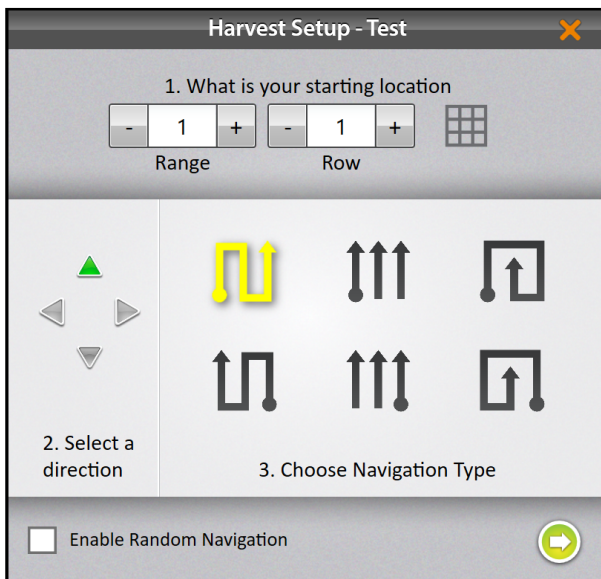 Harvest Setup - Test
1. What is your starting location
- 1 + - 1 +
Range Row
2. Select a
direction
3. Choose Navigation Type
Enable Random Navigation